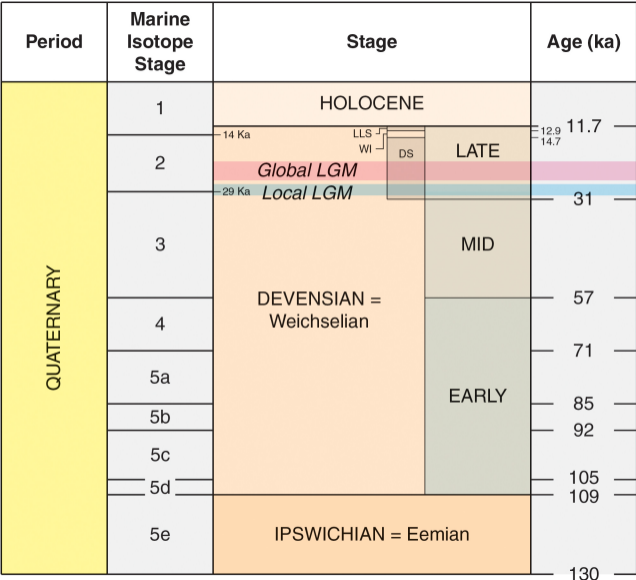 Period
Marine
Isotope
Stage
Stage
Age (ka)
QUATERNARY
1
HOLOCENE
11.7
14 Ka
LLS
WI
DS
LATE
12.9
14.7
2
Global LGM
29 Ka
Local LGM
31
3
MID
DEVENSIAN =
Weichselian
57
4
71
5a
EARLY
85
5b
92
5c
105
5d
109
5e
IPSWICHIAN = Eemian
130